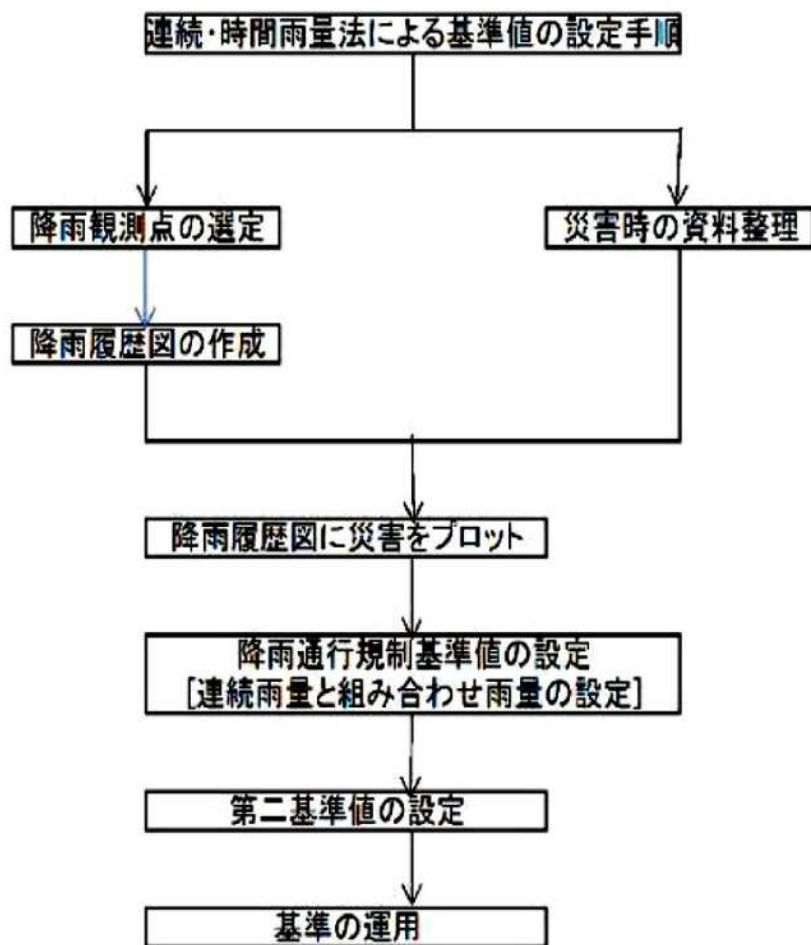 連続・時間雨量法による基準値の設定手順
降雨観測点の選定
災害時の資料整理
降雨履歴図の作成
降雨履歴図に災害をプロット
降雨通行規制基準値の設定
[連続雨量と組み合わせ雨量の設定]
第二基準値の設定
基準の運用